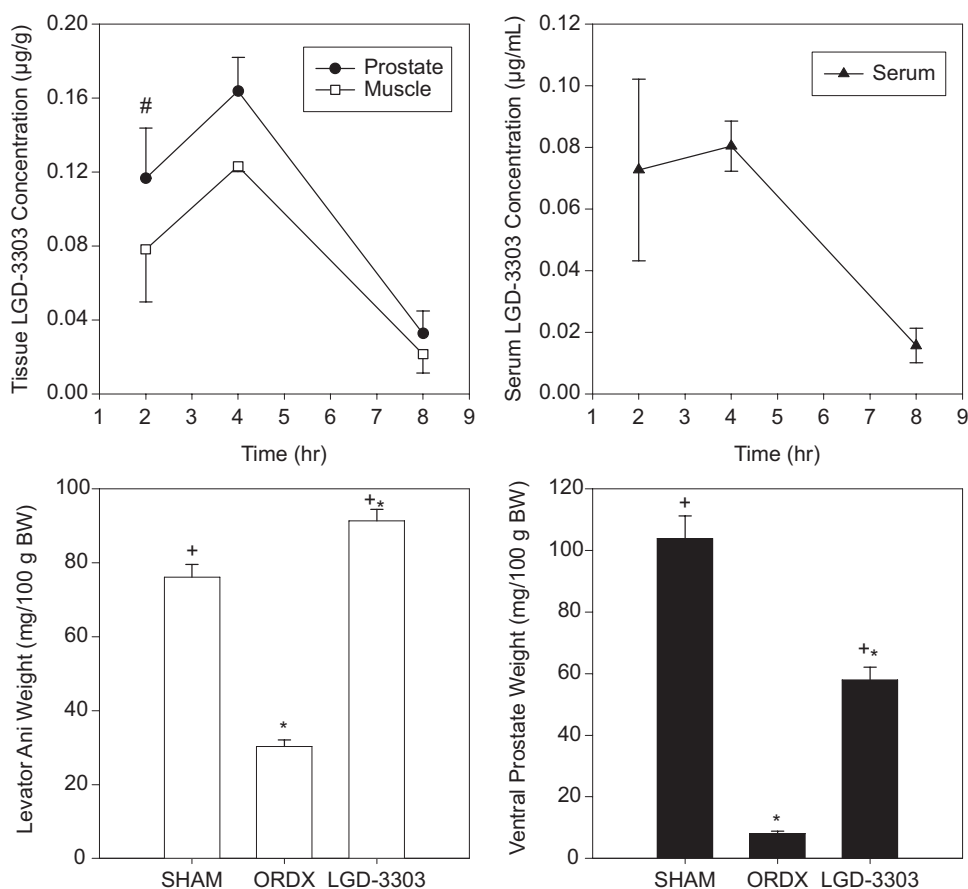 Tissue LGD-3303 Concentration (µg/g)
0.20
0.16
0.12
0.08
0.04
0.00
#
Prostate
Muscle
1 2 3 4 5 6 7 8 9
Time (hr)
Serum LGD-3303 Concentration (µg/mL)
0.12
0.10
0.08
0.06
0.04
0.02
0.00
Serum
1 2 3 4 5 6 7 8 9
Time (hr)
Levator Ani Weight (mg/100 g BW)
100
80
60
40
20
0
+
*
+*
SHAM ORDX LGD-3303
Ventral Prostate Weight (mg/100 g BW)
120
100
80
60
40
20
0
+
*
+*
SHAM ORDX LGD-3303